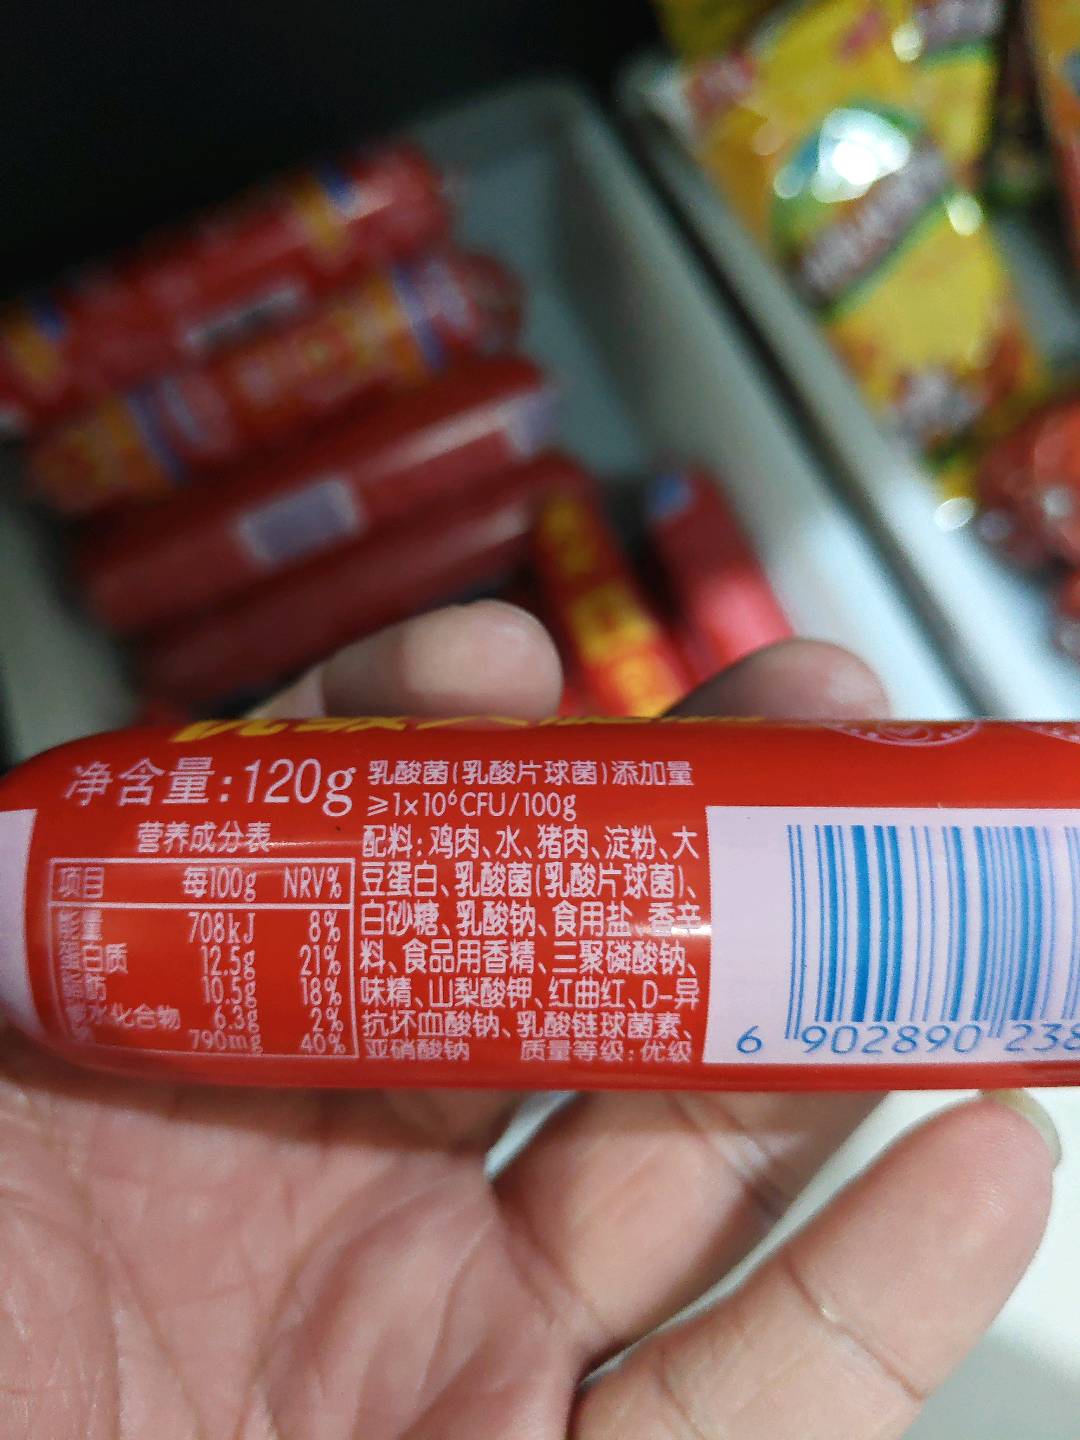 净含量:120g
乳酸菌(乳酸片球菌)添加量
≥1×10⁶CFU/100g
营养成分表
项目 每100g NRV%
能量 708kJ 8%
蛋白质 12.5g 21%
脂肪 10.5g 18%
碳水化合物 6.3g 2%
790mg 40%
配料:鸡肉、水、猪肉、淀粉、大
豆蛋白、乳酸菌(乳酸片球菌)、
白砂糖、乳酸钠、食用盐、香辛
料、食品用香精、三聚磷酸钠、
味精、山梨酸钾、红曲红、D-异
抗坏血酸钠、乳酸链球菌素、
亚硝酸钠 质量等级:优级
6 902890 238